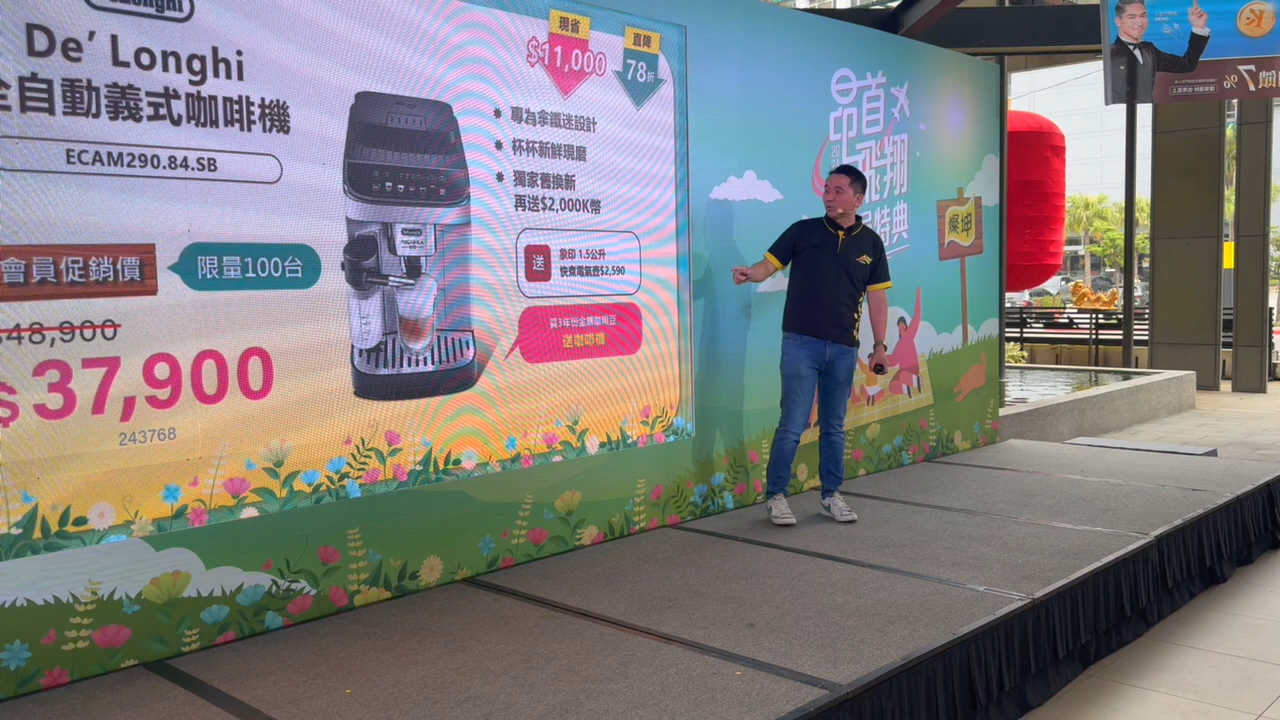 De'Longhi
全自動義式咖啡機
ECAM290.84.SB
會員促銷價
限量100台
48,900
$37,900
243768
現省
$11,000
直降
78折
專為拿鐵迷設計
杯杯新鮮現磨
獨家舊換新
再送$2,000K幣
送
象印 1.5公升
快煮電氣壺$2,590
買3年份金獎咖啡豆
送咖啡機
昂首
飛翔
特典
燦坤
7%